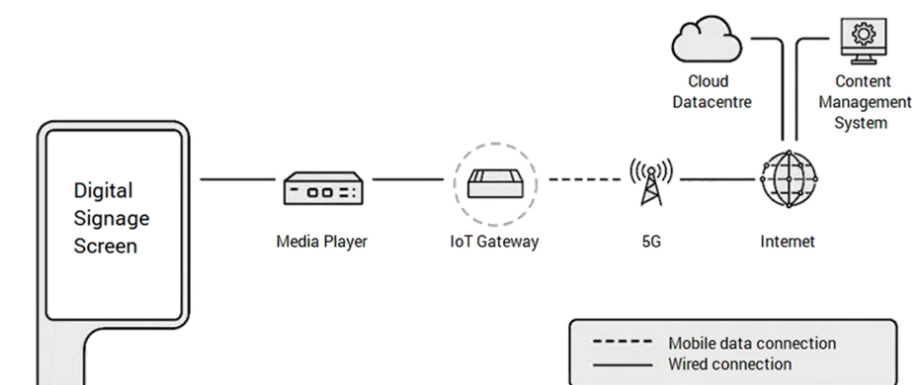 Cloud
Datacentre
Content
Management
System
Digital
Signage
Screen
Media Player
IoT Gateway
5G
Internet
Mobile data connection
Wired connection